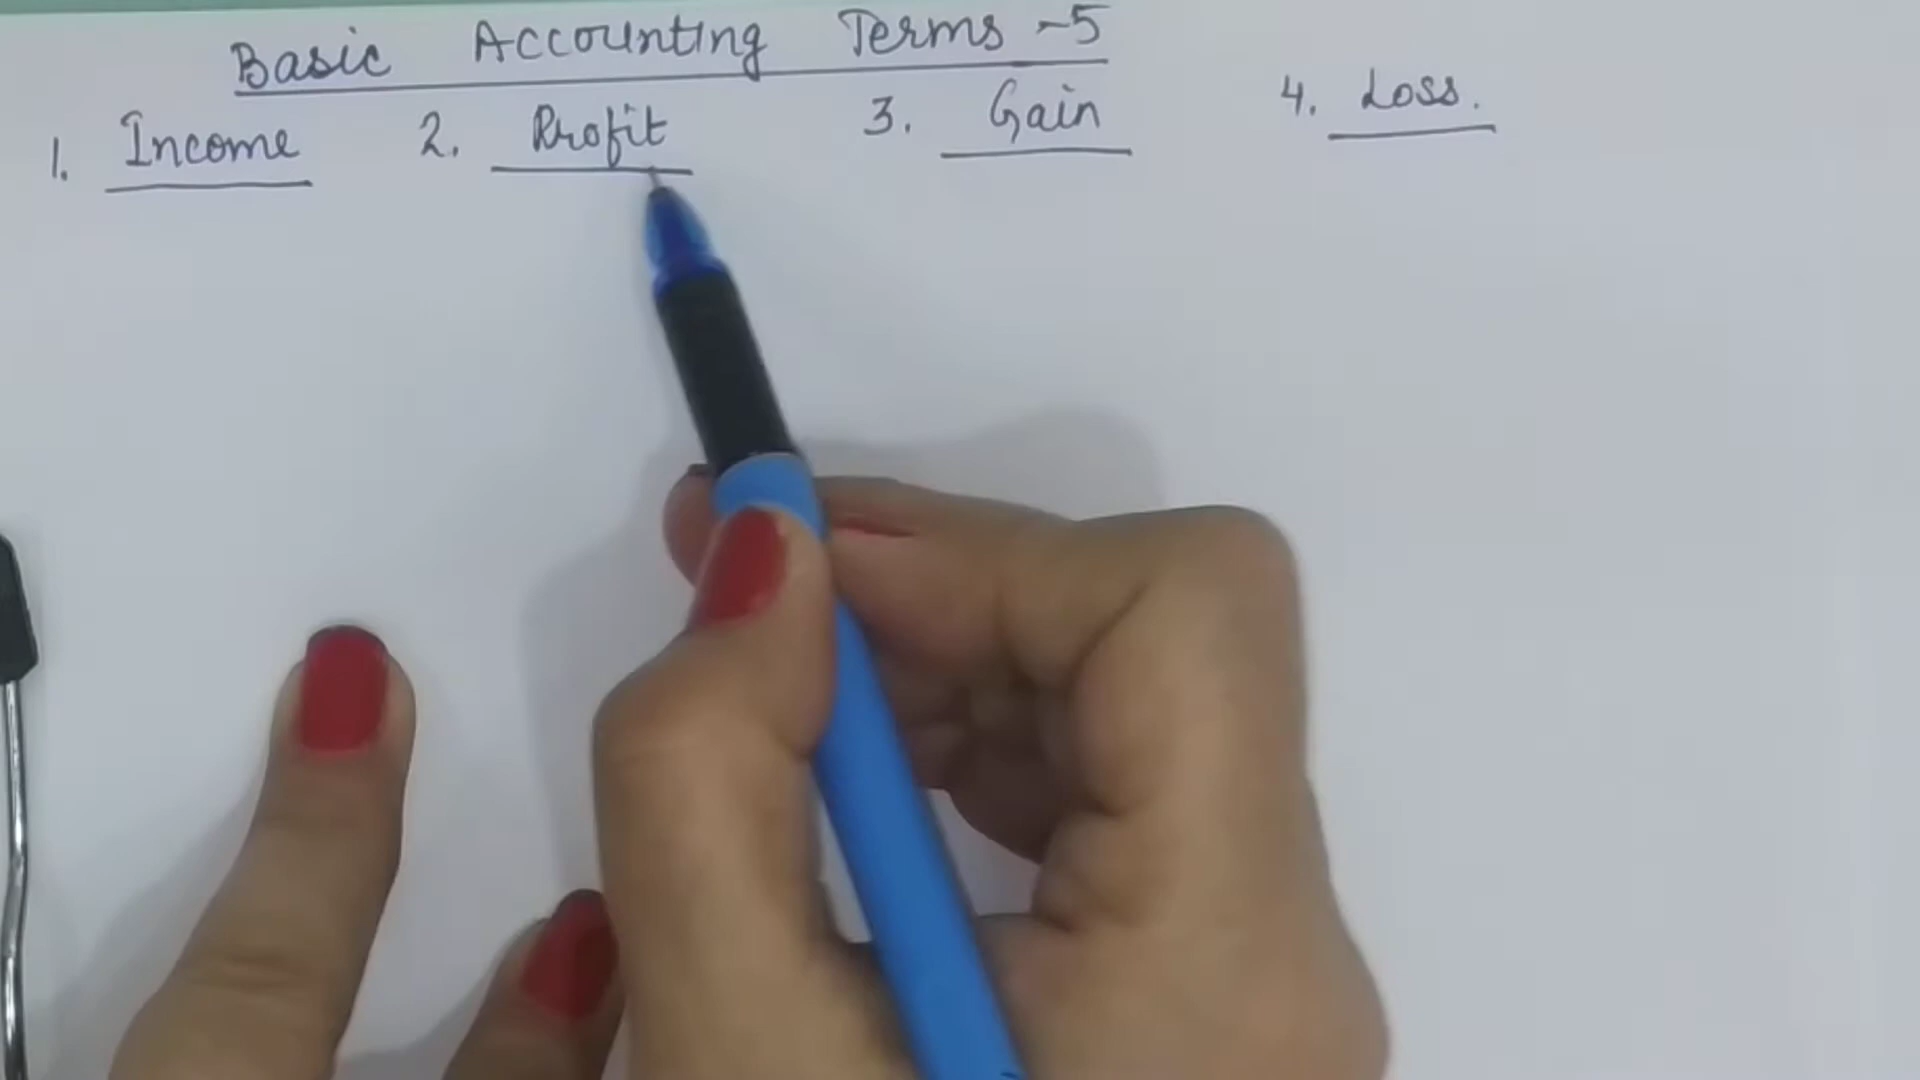 Basic Accounting Terms -5
1. Income 2. Profit 3. Gain 4. Loss.